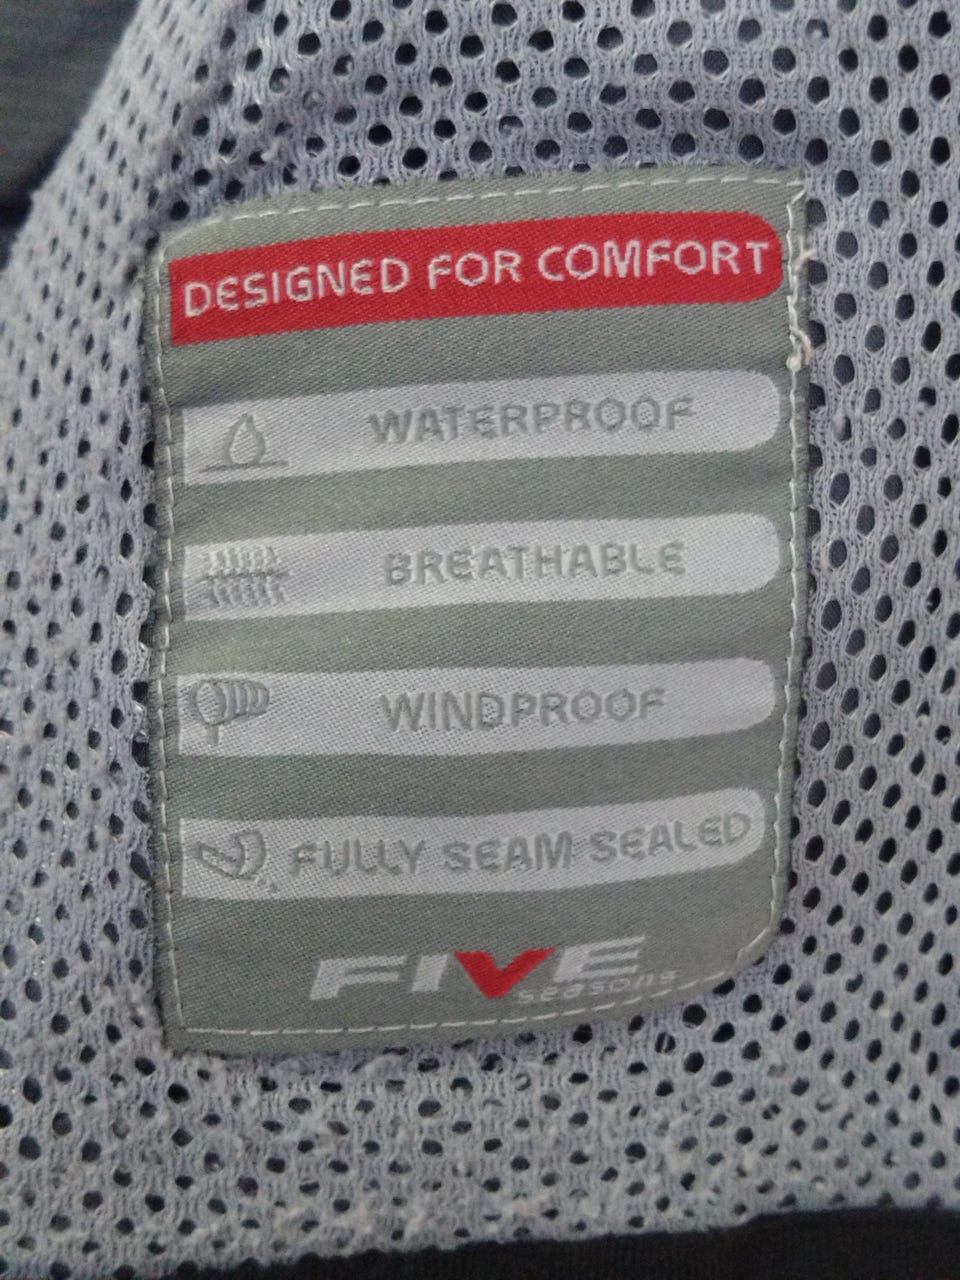 DESIGNED FOR COMFORT
WATERPROOF
BREATHABLE
WINDPROOF
FULLY SEAM SEALED
FIVE
seasons